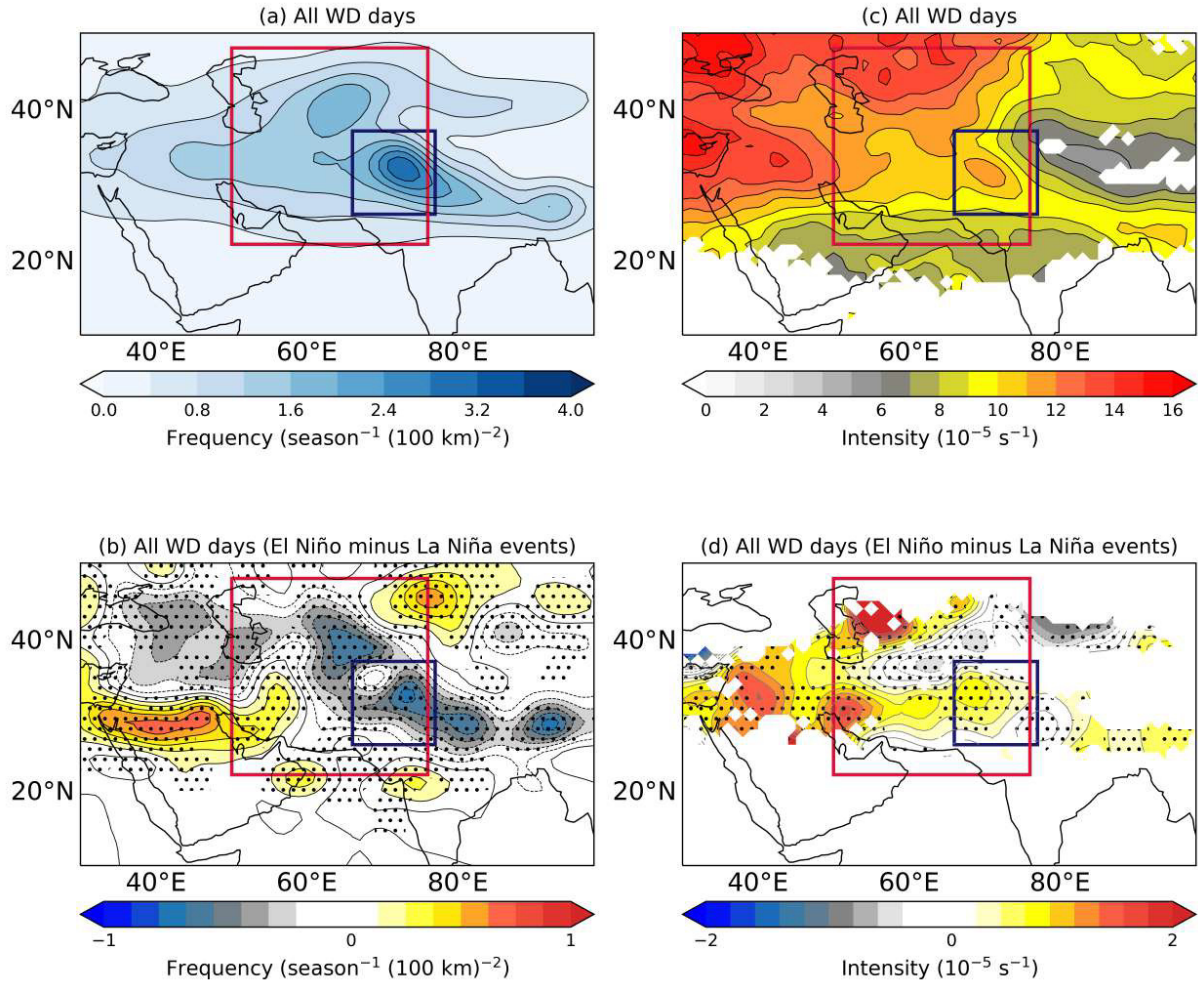 (a) All WD days
40°N
20°N
40°E 60°E 80°E
0.0 0.8 1.6 2.4 3.2 4.0
Frequency (season⁻¹ (100 km)⁻²)
(c) All WD days
40°N
20°N
40°E 60°E 80°E
0 2 4 6 8 10 12 14 16
Intensity (10⁻⁵ s⁻¹)
(b) All WD days (El Niño minus La Niña events)
40°N
20°N
40°E 60°E 80°E
−1 0 1
Frequency (season⁻¹ (100 km)⁻²)
(d) All WD days (El Niño minus La Niña events)
40°N
20°N
40°E 60°E 80°E
−2 0 2
Intensity (10⁻⁵ s⁻¹)